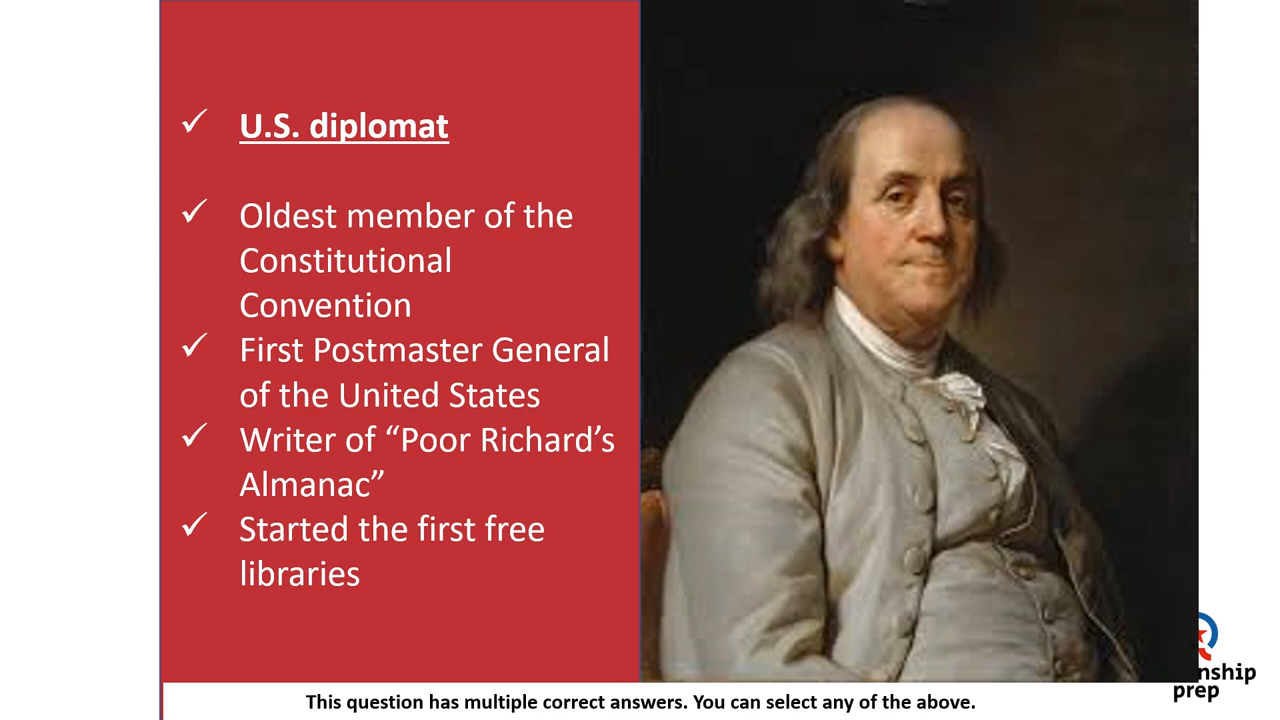 U.S. diplomat
Oldest member of the
Constitutional
Convention
First Postmaster General
of the United States
Writer of “Poor Richard’s
Almanac”
Started the first free
libraries
This question has multiple correct answers. You can select any of the above.
nship
prep